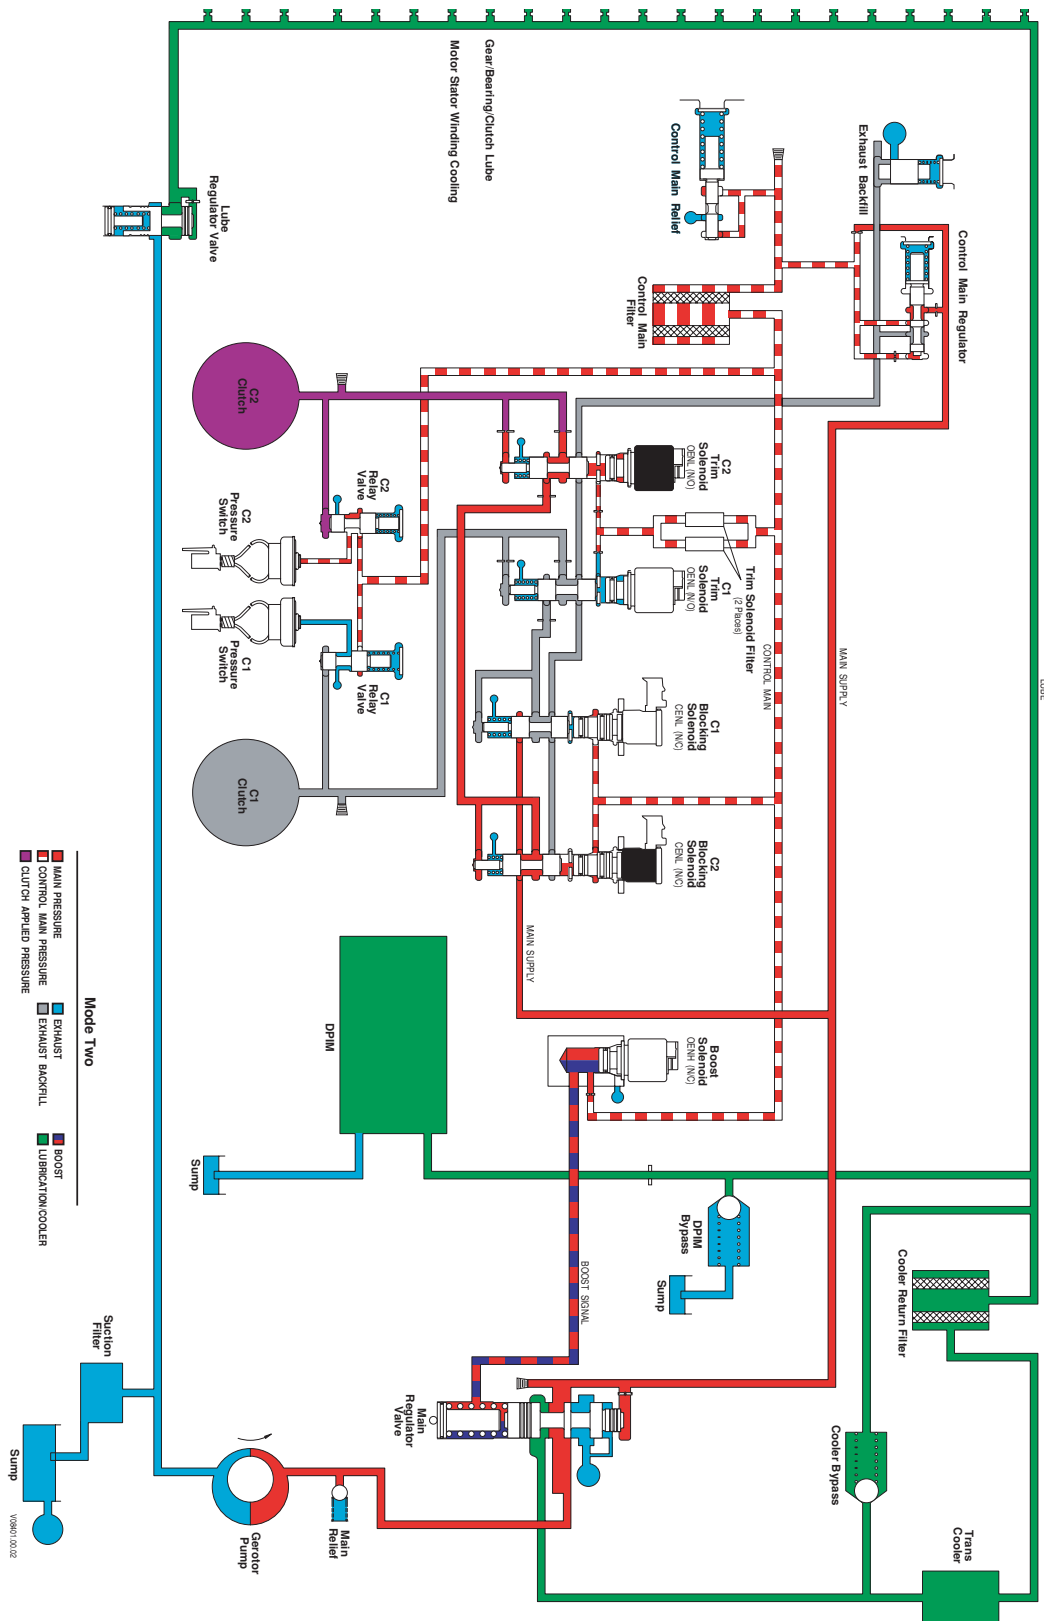 MAIN SUPPLY
CONTROL MAIN
Exhaust Backfill
Control Main Regulator
Control Main Relief
Control Main
Filter
Gear/Bearing/Clutch Lube
Motor Stator Winding Cooling
Lube
Regulator Valve
C2
Trim
Solenoid
OENL (N/O)
Trim Solenoid Filter
(2 Places)
C1
Trim
Solenoid
OENL (N/O)
C1
Blocking
Solenoid
CENL (N/C)
C2
Blocking
Solenoid
CENL (N/C)
MAIN SUPPLY
Boost
Solenoid
OENH (N/C)
C2
Clutch
C2
Relay
Valve
C2
Pressure
Switch
C1
Pressure
Switch
C1
Relay
Valve
C1
Clutch
DPIM
Sump
DPIM
Bypass
Sump
BOOST SIGNAL
Cooler Return Filter
Cooler Bypass
Trans
Cooler
Main
Regulator
Valve
Main
Relief
Gerotor
Pump
Suction
Filter
Sump
Mode Two
MAIN PRESSURE
CONTROL MAIN PRESSURE
CLUTCH APPLIED PRESSURE
EXHAUST
EXHAUST BACKFILL
BOOST
LUBRICATION/COOLER
V08401.00.02